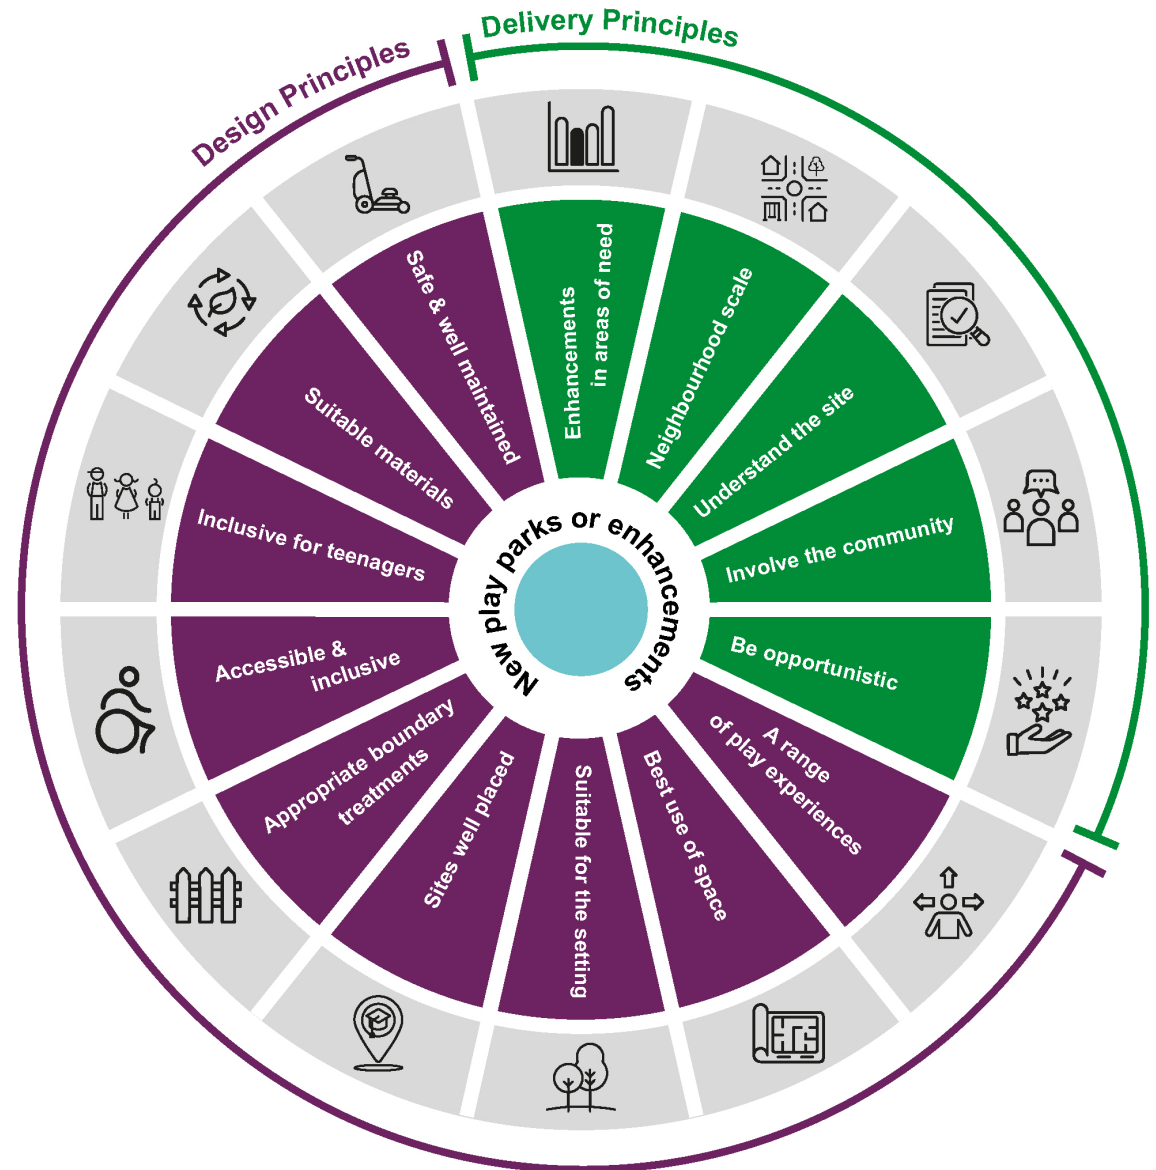 Design Principles
Delivery Principles
Enhancements
in areas of need
Neighbourhood scale
Understand the site
Involve the community
Be opportunistic
A range
of play experiences
Best use of space
Suitable for the setting
Sites well placed
Appropriate boundary
treatments
Accessible &
inclusive
Inclusive for teenagers
Suitable materials
Safe & well maintained
New play parks or enhancements